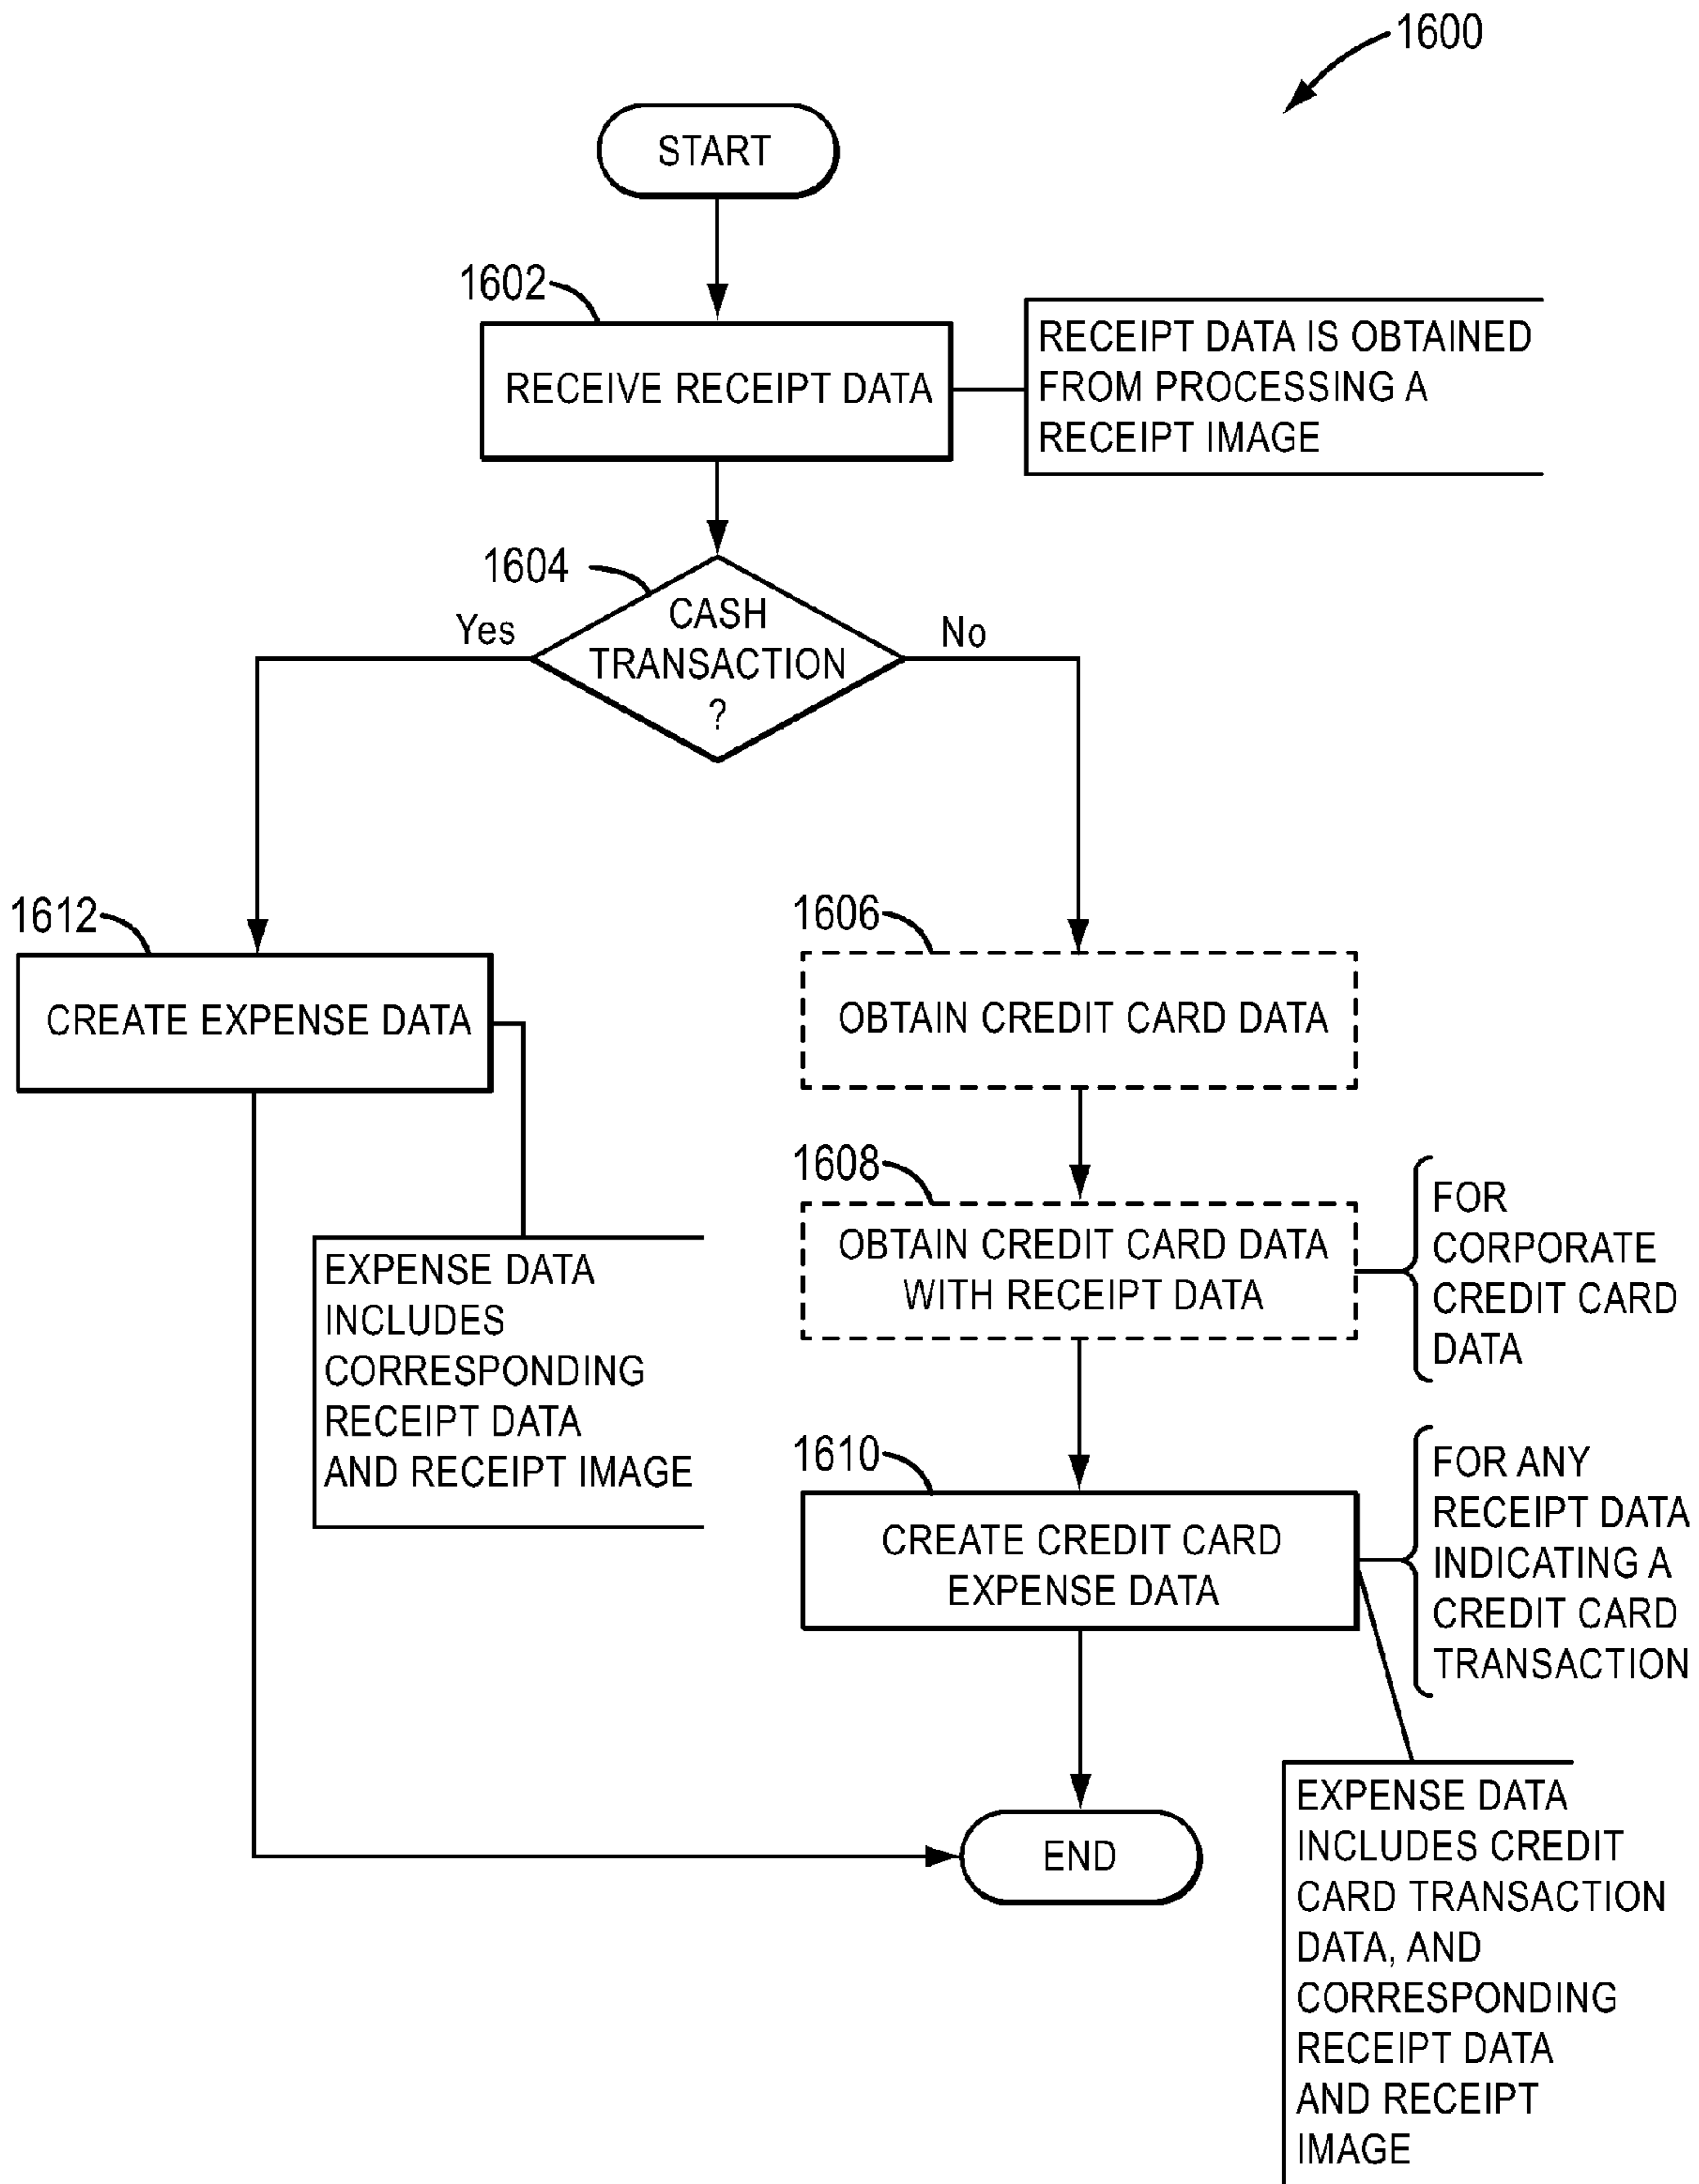 1600
START
1602
RECEIVE RECEIPT DATA
RECEIPT DATA IS OBTAINED
FROM PROCESSING A
RECEIPT IMAGE
1604
CASH
TRANSACTION
?
Yes
No
1612
CREATE EXPENSE DATA
EXPENSE DATA
INCLUDES
CORRESPONDING
RECEIPT DATA
AND RECEIPT IMAGE
1606
OBTAIN CREDIT CARD DATA
1608
OBTAIN CREDIT CARD DATA
WITH RECEIPT DATA
FOR
CORPORATE
CREDIT CARD
DATA
1610
CREATE CREDIT CARD
EXPENSE DATA
FOR ANY
RECEIPT DATA
INDICATING A
CREDIT CARD
TRANSACTION
EXPENSE DATA
INCLUDES CREDIT
CARD TRANSACTION
DATA, AND
CORRESPONDING
RECEIPT DATA
AND RECEIPT
IMAGE
END